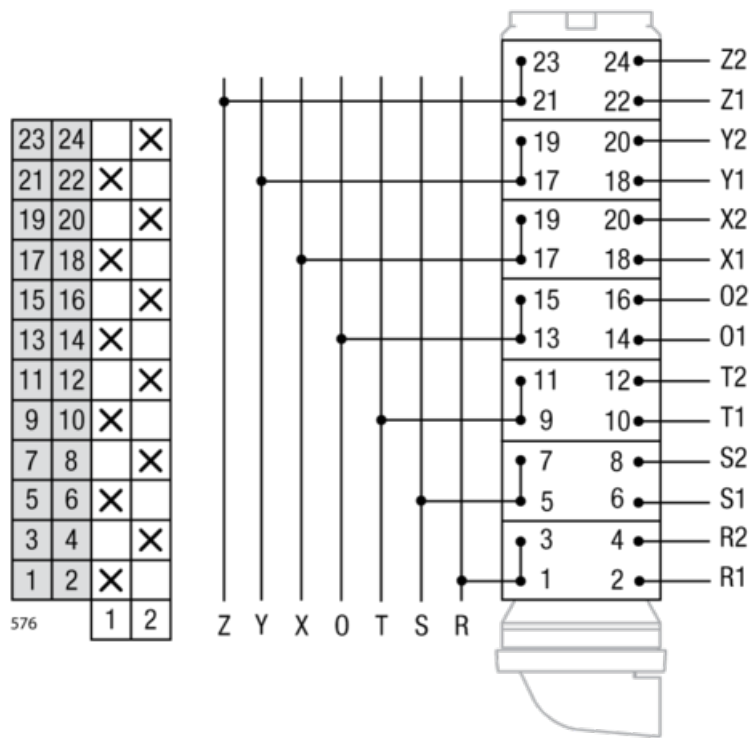 23 24 Z2
21 22 Z1
19 20 Y2
17 18 Y1
19 20 X2
17 18 X1
15 16 O2
13 14 O1
11 12 T2
9 10 T1
7 8 S2
5 6 S1
3 4 R2
1 2 R1
23 24
21 22
19 20
17 18
15 16
13 14
11 12
9 10
7 8
5 6
3 4
1 2
576 1 2
Z Y X O T S R